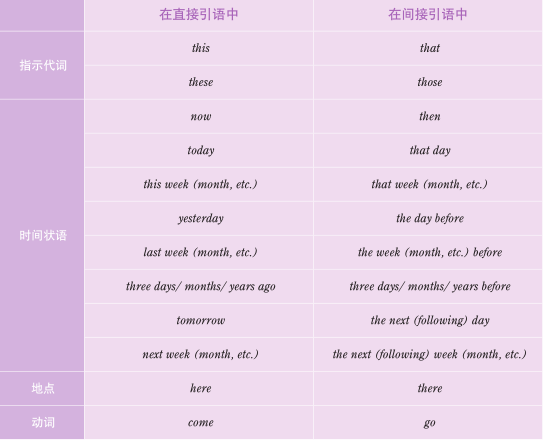 在直接引语中 在间接引语中
指示代词
this that
these those
时间状语
now then
today that day
this week (month, etc.) that week (month, etc.)
yesterday the day before
last week (month, etc.) the week (month, etc.) before
three days/ months/ years ago three days/ months/ years before
tomorrow the next (following) day
next week (month, etc.) the next (following) week (month, etc.)
地点 here there
动词 come go